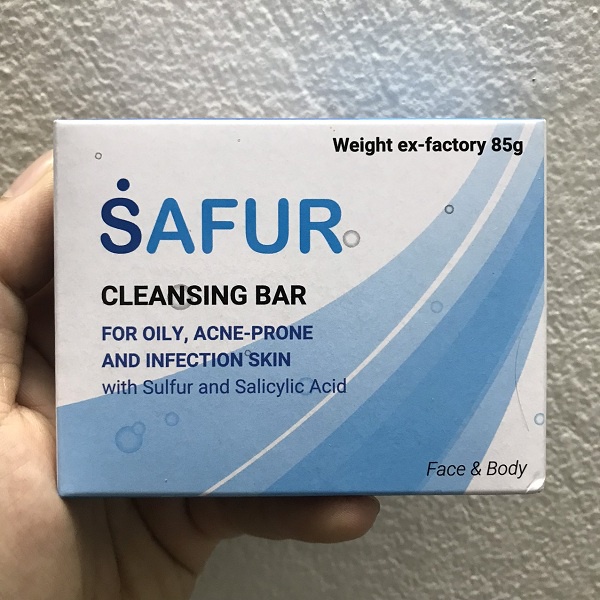 Weight ex-factory 85g
ṠAFUR
CLEANSING BAR
FOR OILY, ACNE-PRONE
AND INFECTION SKIN
with Sulfur and Salicylic Acid
Face & Body